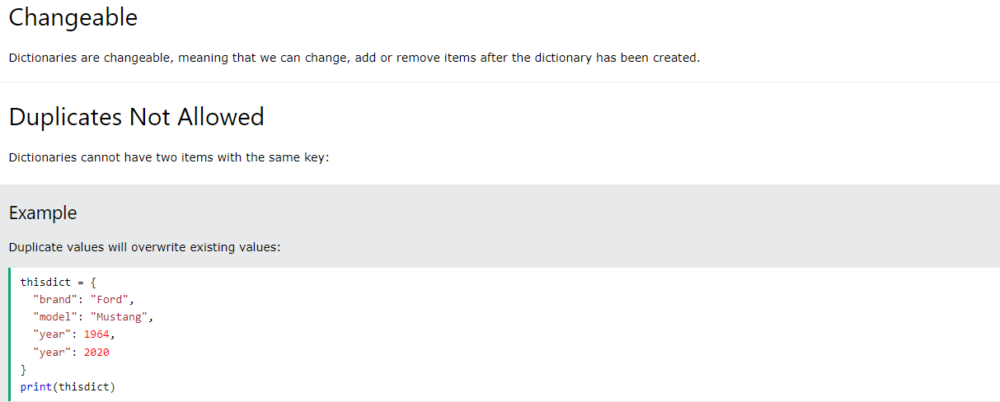 Changeable
Dictionaries are changeable, meaning that we can change, add or remove items after the dictionary has been created.
Duplicates Not Allowed
Dictionaries cannot have two items with the same key:
Example
Duplicate values will overwrite existing values:
thisdict = {
  "brand": "Ford",
  "model": "Mustang",
  "year": 1964,
  "year": 2020
}
print(thisdict)